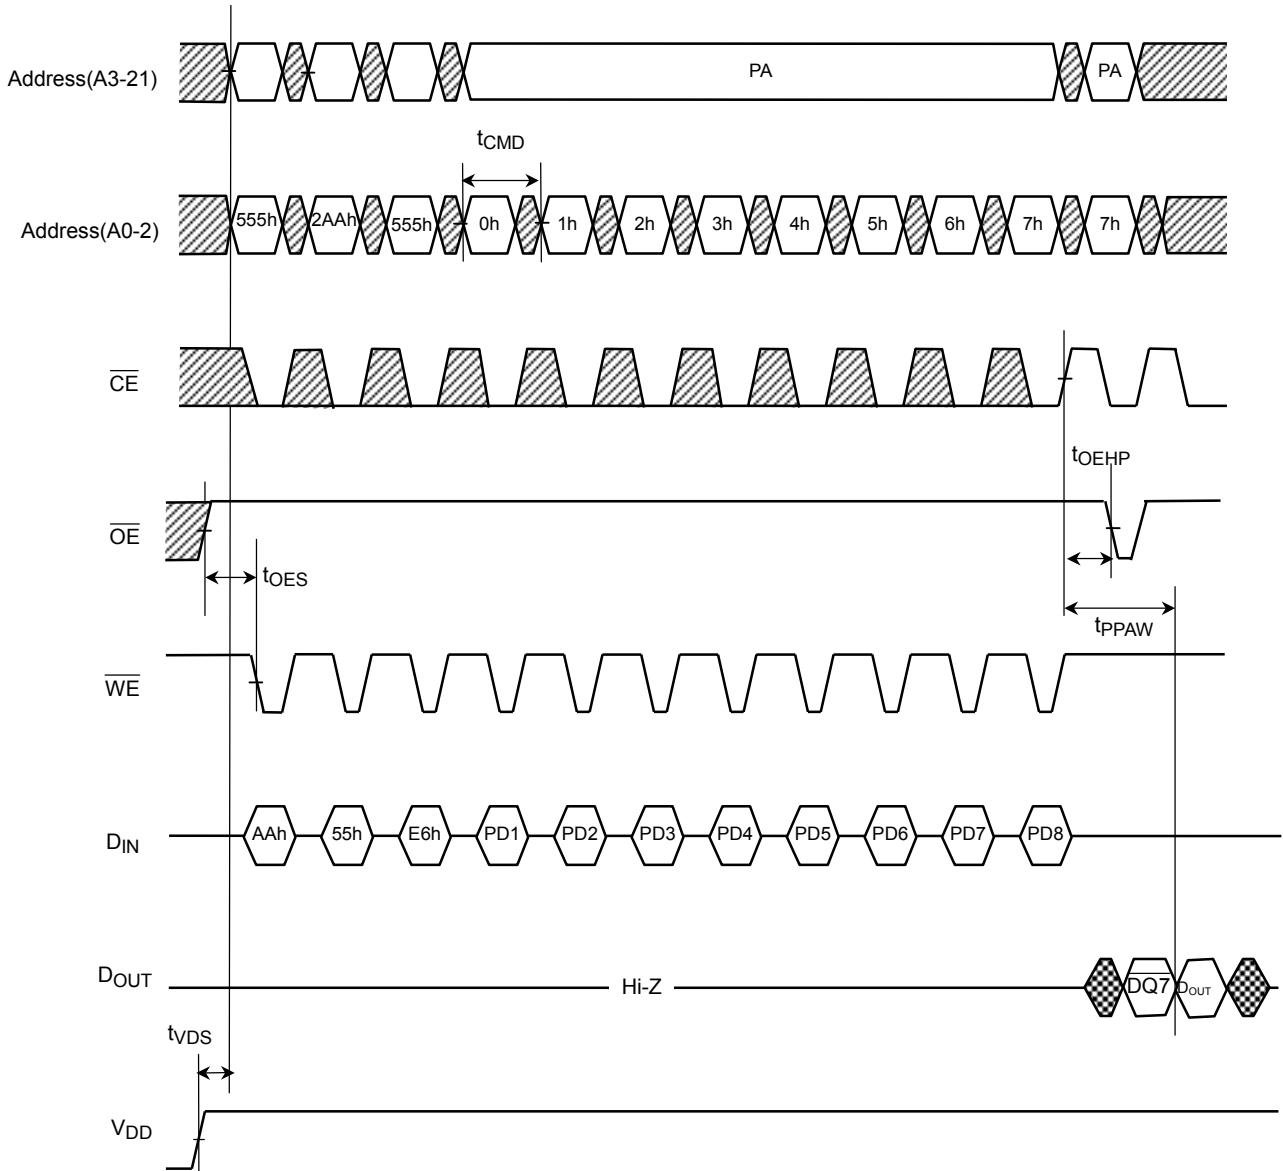 Address(A3-21)
PA
PA
tCMD
Address(A0-2)
555h 2AAh 555h 0h 1h 2h 3h 4h 5h 6h 7h 7h
CE
tOEHP
OE
tOES
tPPAW
WE
DIN
AAh 55h E6h PD1 PD2 PD3 PD4 PD5 PD6 PD7 PD8
DOUT
Hi-Z
DQ7 DOUT
tVDS
VDD